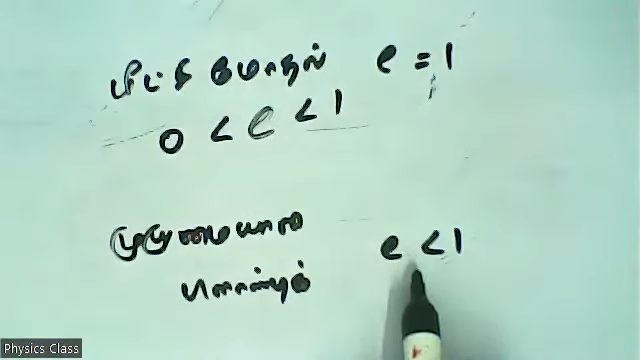 மீட்சி மோதல் e = 1
0 < e < 1
முழுமையான e < 1
Physics Class